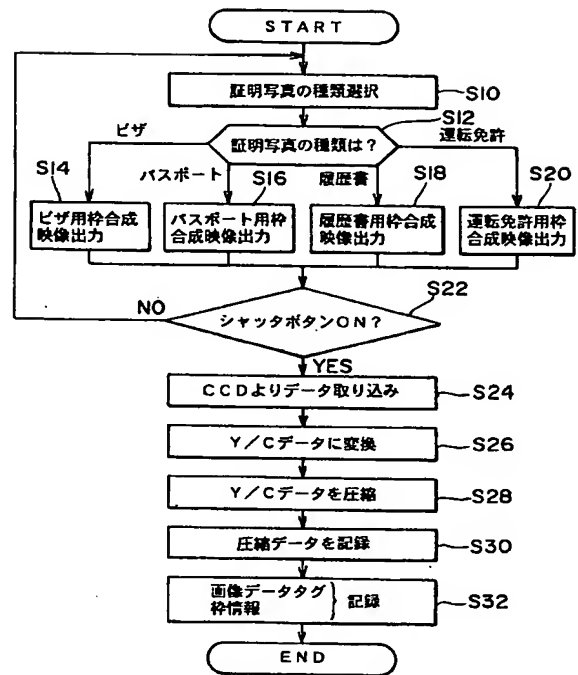 START
証明写真の種類選択
S10
S12
証明写真の種類は？
ビザ
運転免許
パスポート
履歴書
S14
S16
S18
S20
ビザ用枠合成
映像出力
パスポート用枠
合成映像出力
履歴書用枠合成
映像出力
運転免許用枠
合成映像出力
S22
NO
シャッタボタンON？
YES
CCDよりデータ取り込み
S24
Y／Cデータに変換
S26
Y／Cデータを圧縮
S28
圧縮データを記録
S30
画像データタグ
枠情報
記録
S32
END